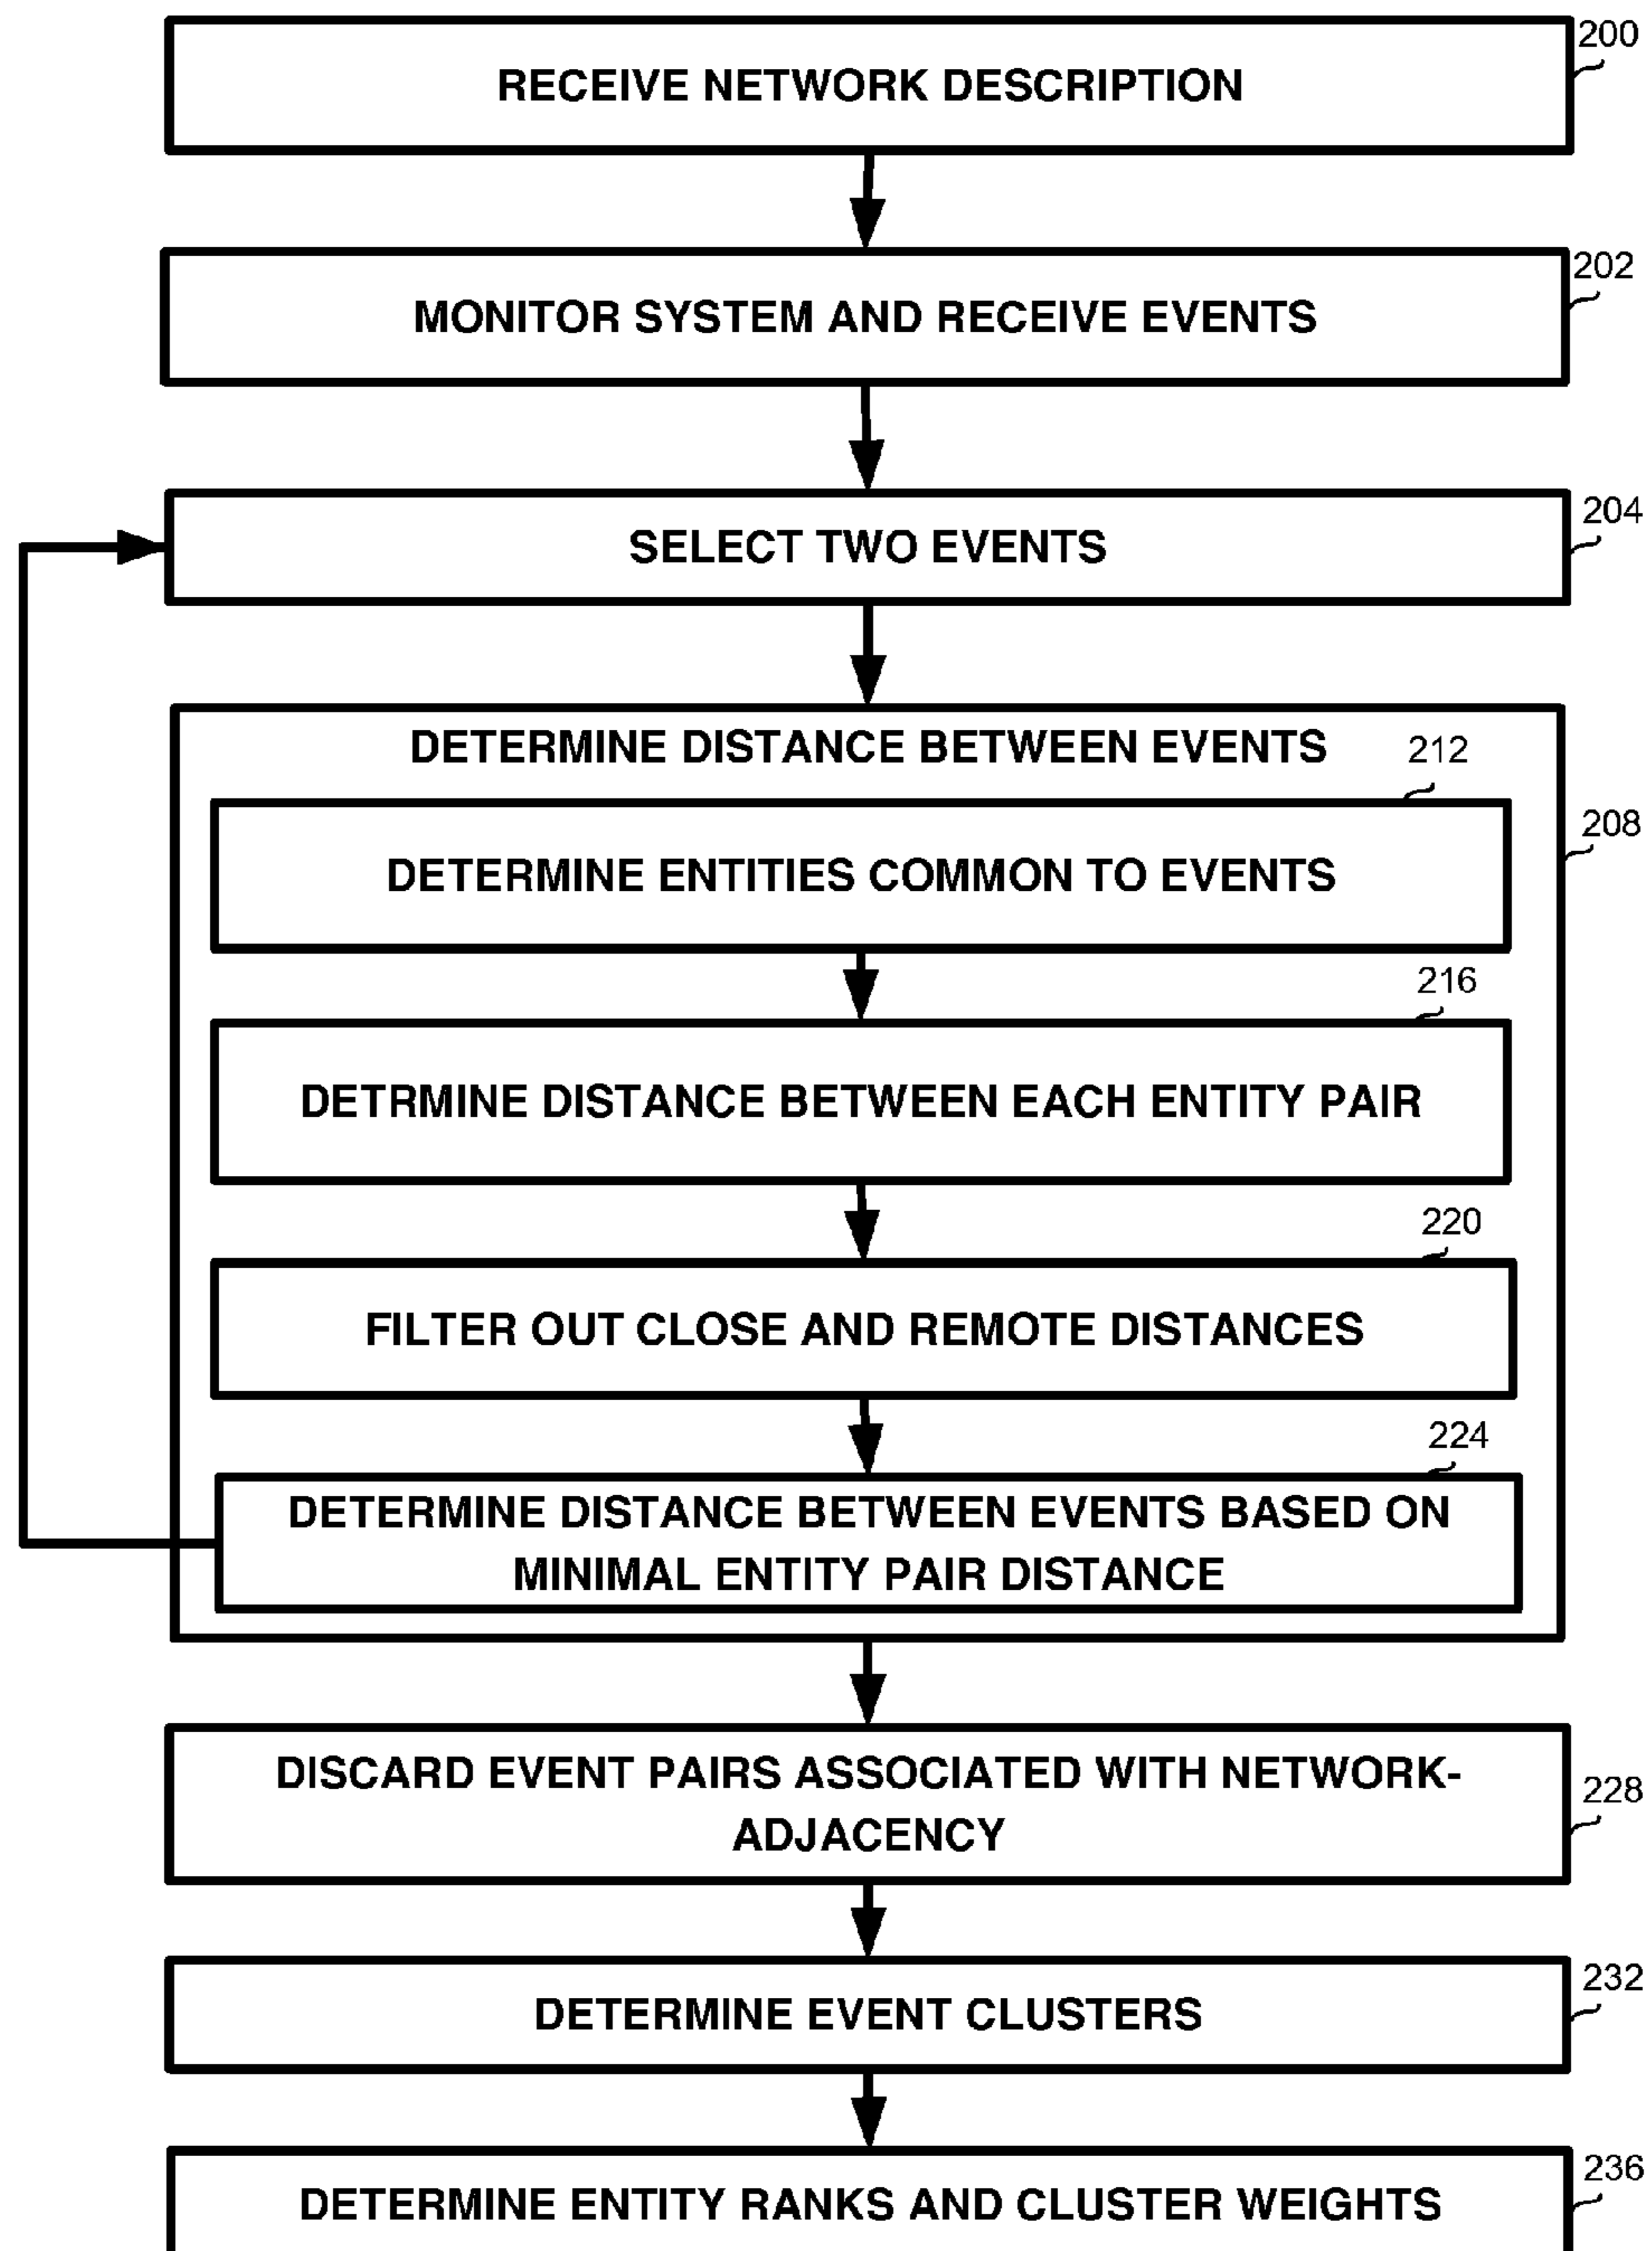 200
RECEIVE NETWORK DESCRIPTION
202
MONITOR SYSTEM AND RECEIVE EVENTS
204
SELECT TWO EVENTS
DETERMINE DISTANCE BETWEEN EVENTS
212
208
DETERMINE ENTITIES COMMON TO EVENTS
216
DETRMINE DISTANCE BETWEEN EACH ENTITY PAIR
220
FILTER OUT CLOSE AND REMOTE DISTANCES
224
DETERMINE DISTANCE BETWEEN EVENTS BASED ON
MINIMAL ENTITY PAIR DISTANCE
DISCARD EVENT PAIRS ASSOCIATED WITH NETWORK-
ADJACENCY
228
232
DETERMINE EVENT CLUSTERS
236
DETERMINE ENTITY RANKS AND CLUSTER WEIGHTS